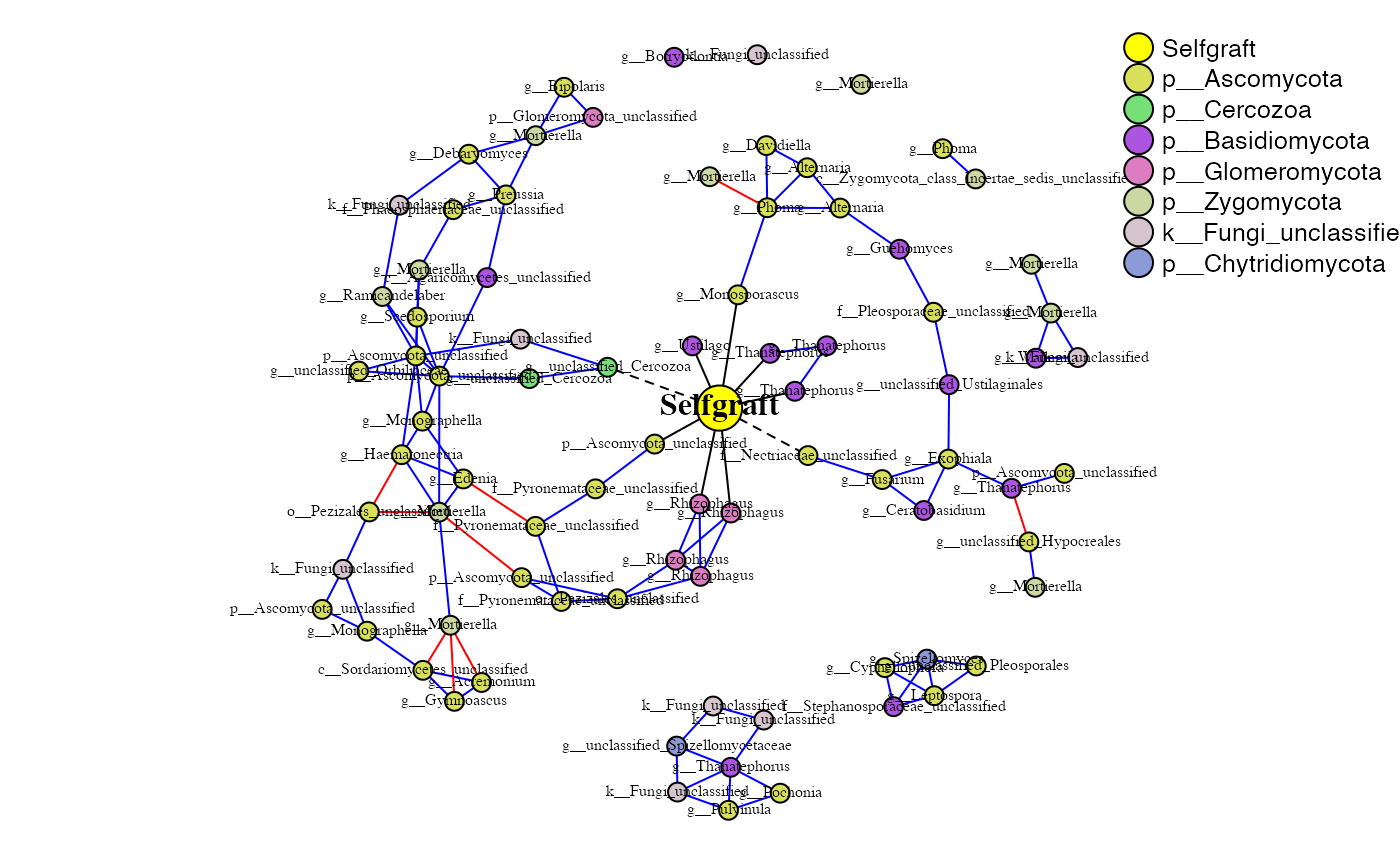 Selfgraft
p__Ascomycota
p__Cercozoa
p__Basidiomycota
p__Glomeromycota
p__Zygomycota
k__Fungi_unclassifie
p__Chytridiomycota
g__Botryodontia
k__Fungi_unclassified
g__Mortierella
g__Bipolaris
p__Glomeromycota_unclassified
g__Mortierella
g__Debaryomyces
g__Preussia
k__Fungi_unclassified
f__Phaeosphaeriaceae_unclassified
g__Davidiella
g__Alternaria
g__Mortierella
g__Phoma
g__Alternaria
g__Phoma
c__Zygomycota_class_Incertae_sedis_unclassified
g__Guehomyces
g__Mortierella
g__Mortierella
k__Fungi_unclassified
g__Mortierella
c__Agaricomycetes_unclassified
g__Ramicandelaber
g__Scedosporium
g__Monosporascus
f__Pleosporaceae_unclassified
k__Fungi_unclassified
g__Ustilago
g__Thanatephorus
g__Thanatephorus
p__Ascomycota_unclassified
g__unclassified_Orbiliaceae
p__Ascomycota_unclassified
g__unclassified_Cercozoa
g__unclassified_Cercozoa
g__Thanatephorus
g__unclassified_Ustilaginales
Selfgraft
g__Monographella
p__Ascomycota_unclassified
g__Haematonectria
f__Nectriaceae_unclassified
g__Exophiala
g__Edenia
f__Pyronemataceae_unclassified
g__Fusarium
p__Ascomycota_unclassified
g__Thanatephorus
g__Rhizophagus
g__Rhizophagus
o__Pezizales_unclassified
g__Mortierella
f__Pyronemataceae_unclassified
g__Ceratobasidium
g__unclassified_Hypocreales
g__Rhizophagus
g__Rhizophagus
k__Fungi_unclassified
p__Ascomycota_unclassified
g__Mortierella
f__Pyronemataceae_unclassified
o__Pezizales_unclassified
p__Ascomycota_unclassified
g__Monographella
g__Mortierella
c__Sordariomycetes_unclassified
g__Acremonium
g__Gymnoascus
g__Spizellomyces
g__Cyphellophora
g__unclassified_Pleosporales
g__Leptospora
f__Stephanosporaceae_unclassified
k__Fungi_unclassified
k__Fungi_unclassified
g__unclassified_Spizellomycetaceae
g__Thanatephorus
k__Fungi_unclassified
g__Pochonia
g__Pulvinula